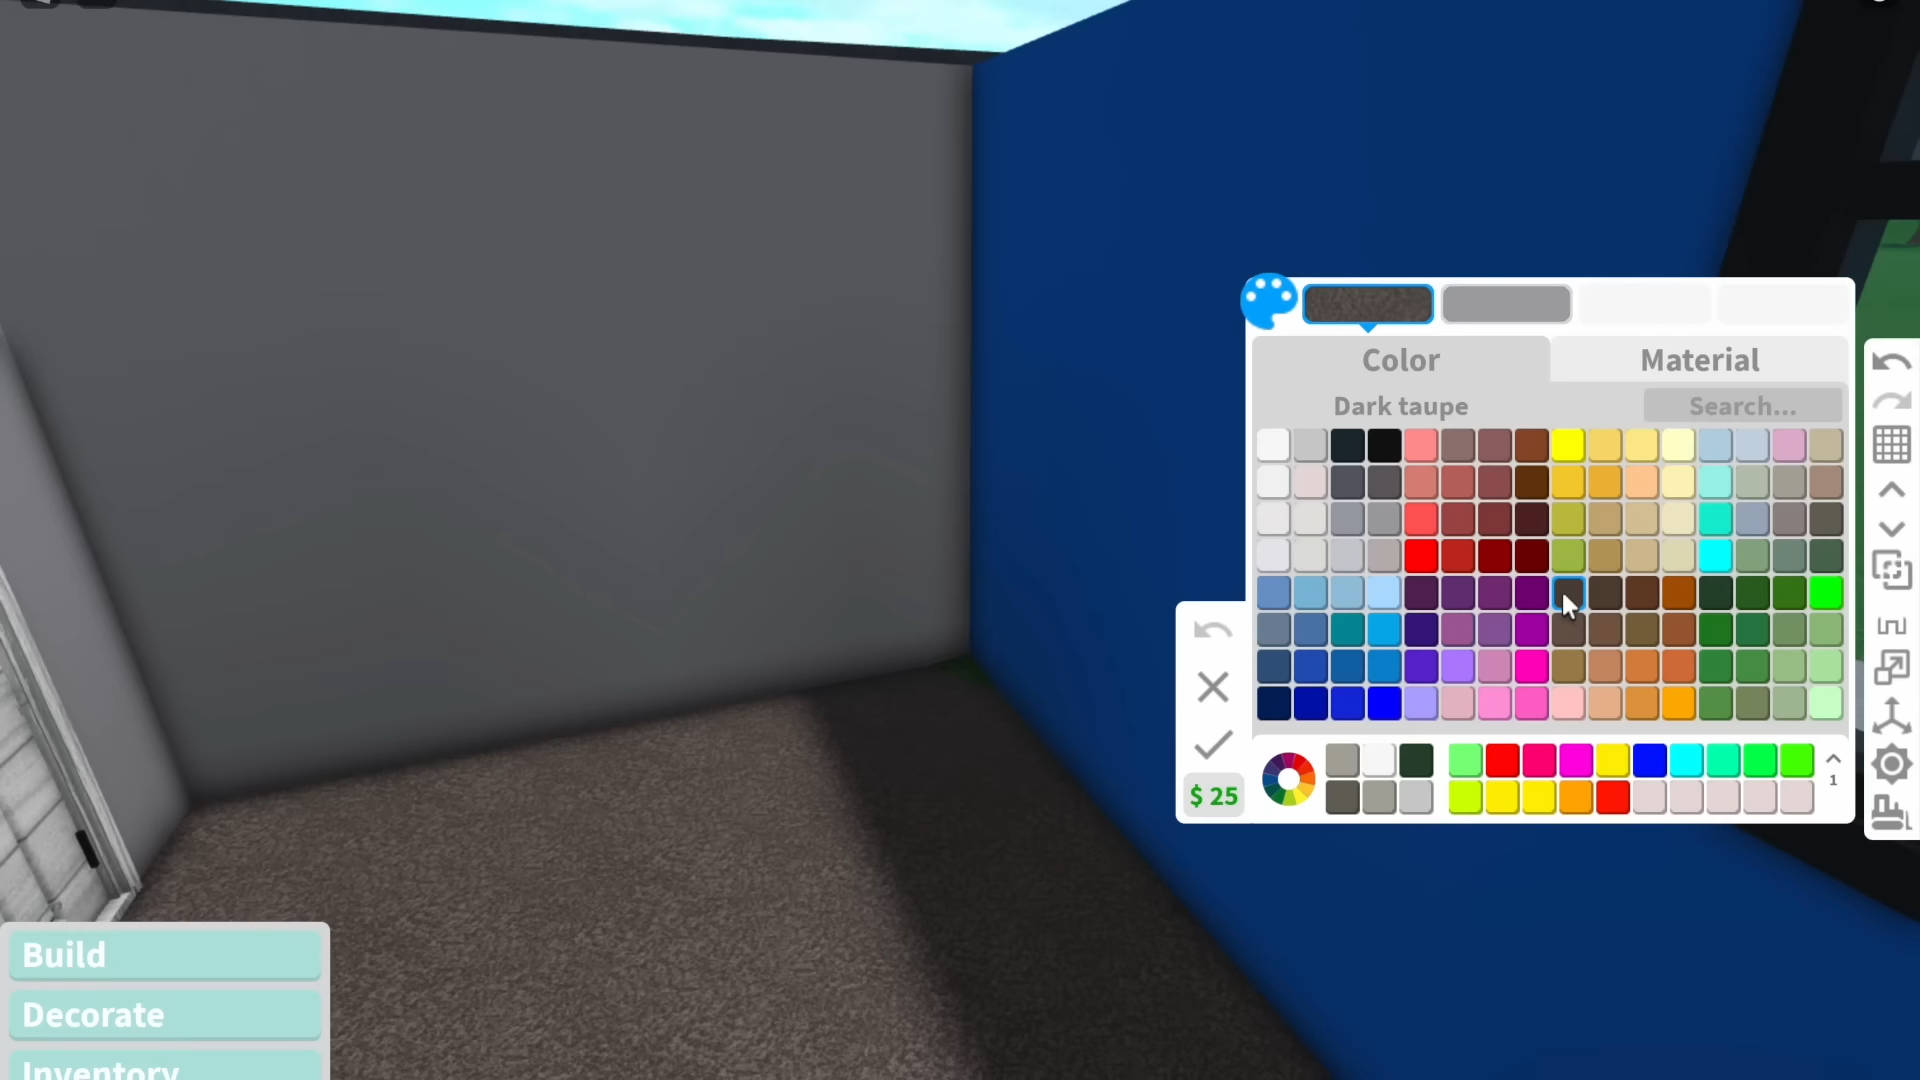 Color
Material
Dark taupe
Search...
$ 25
1
Build
Decorate
Inventory